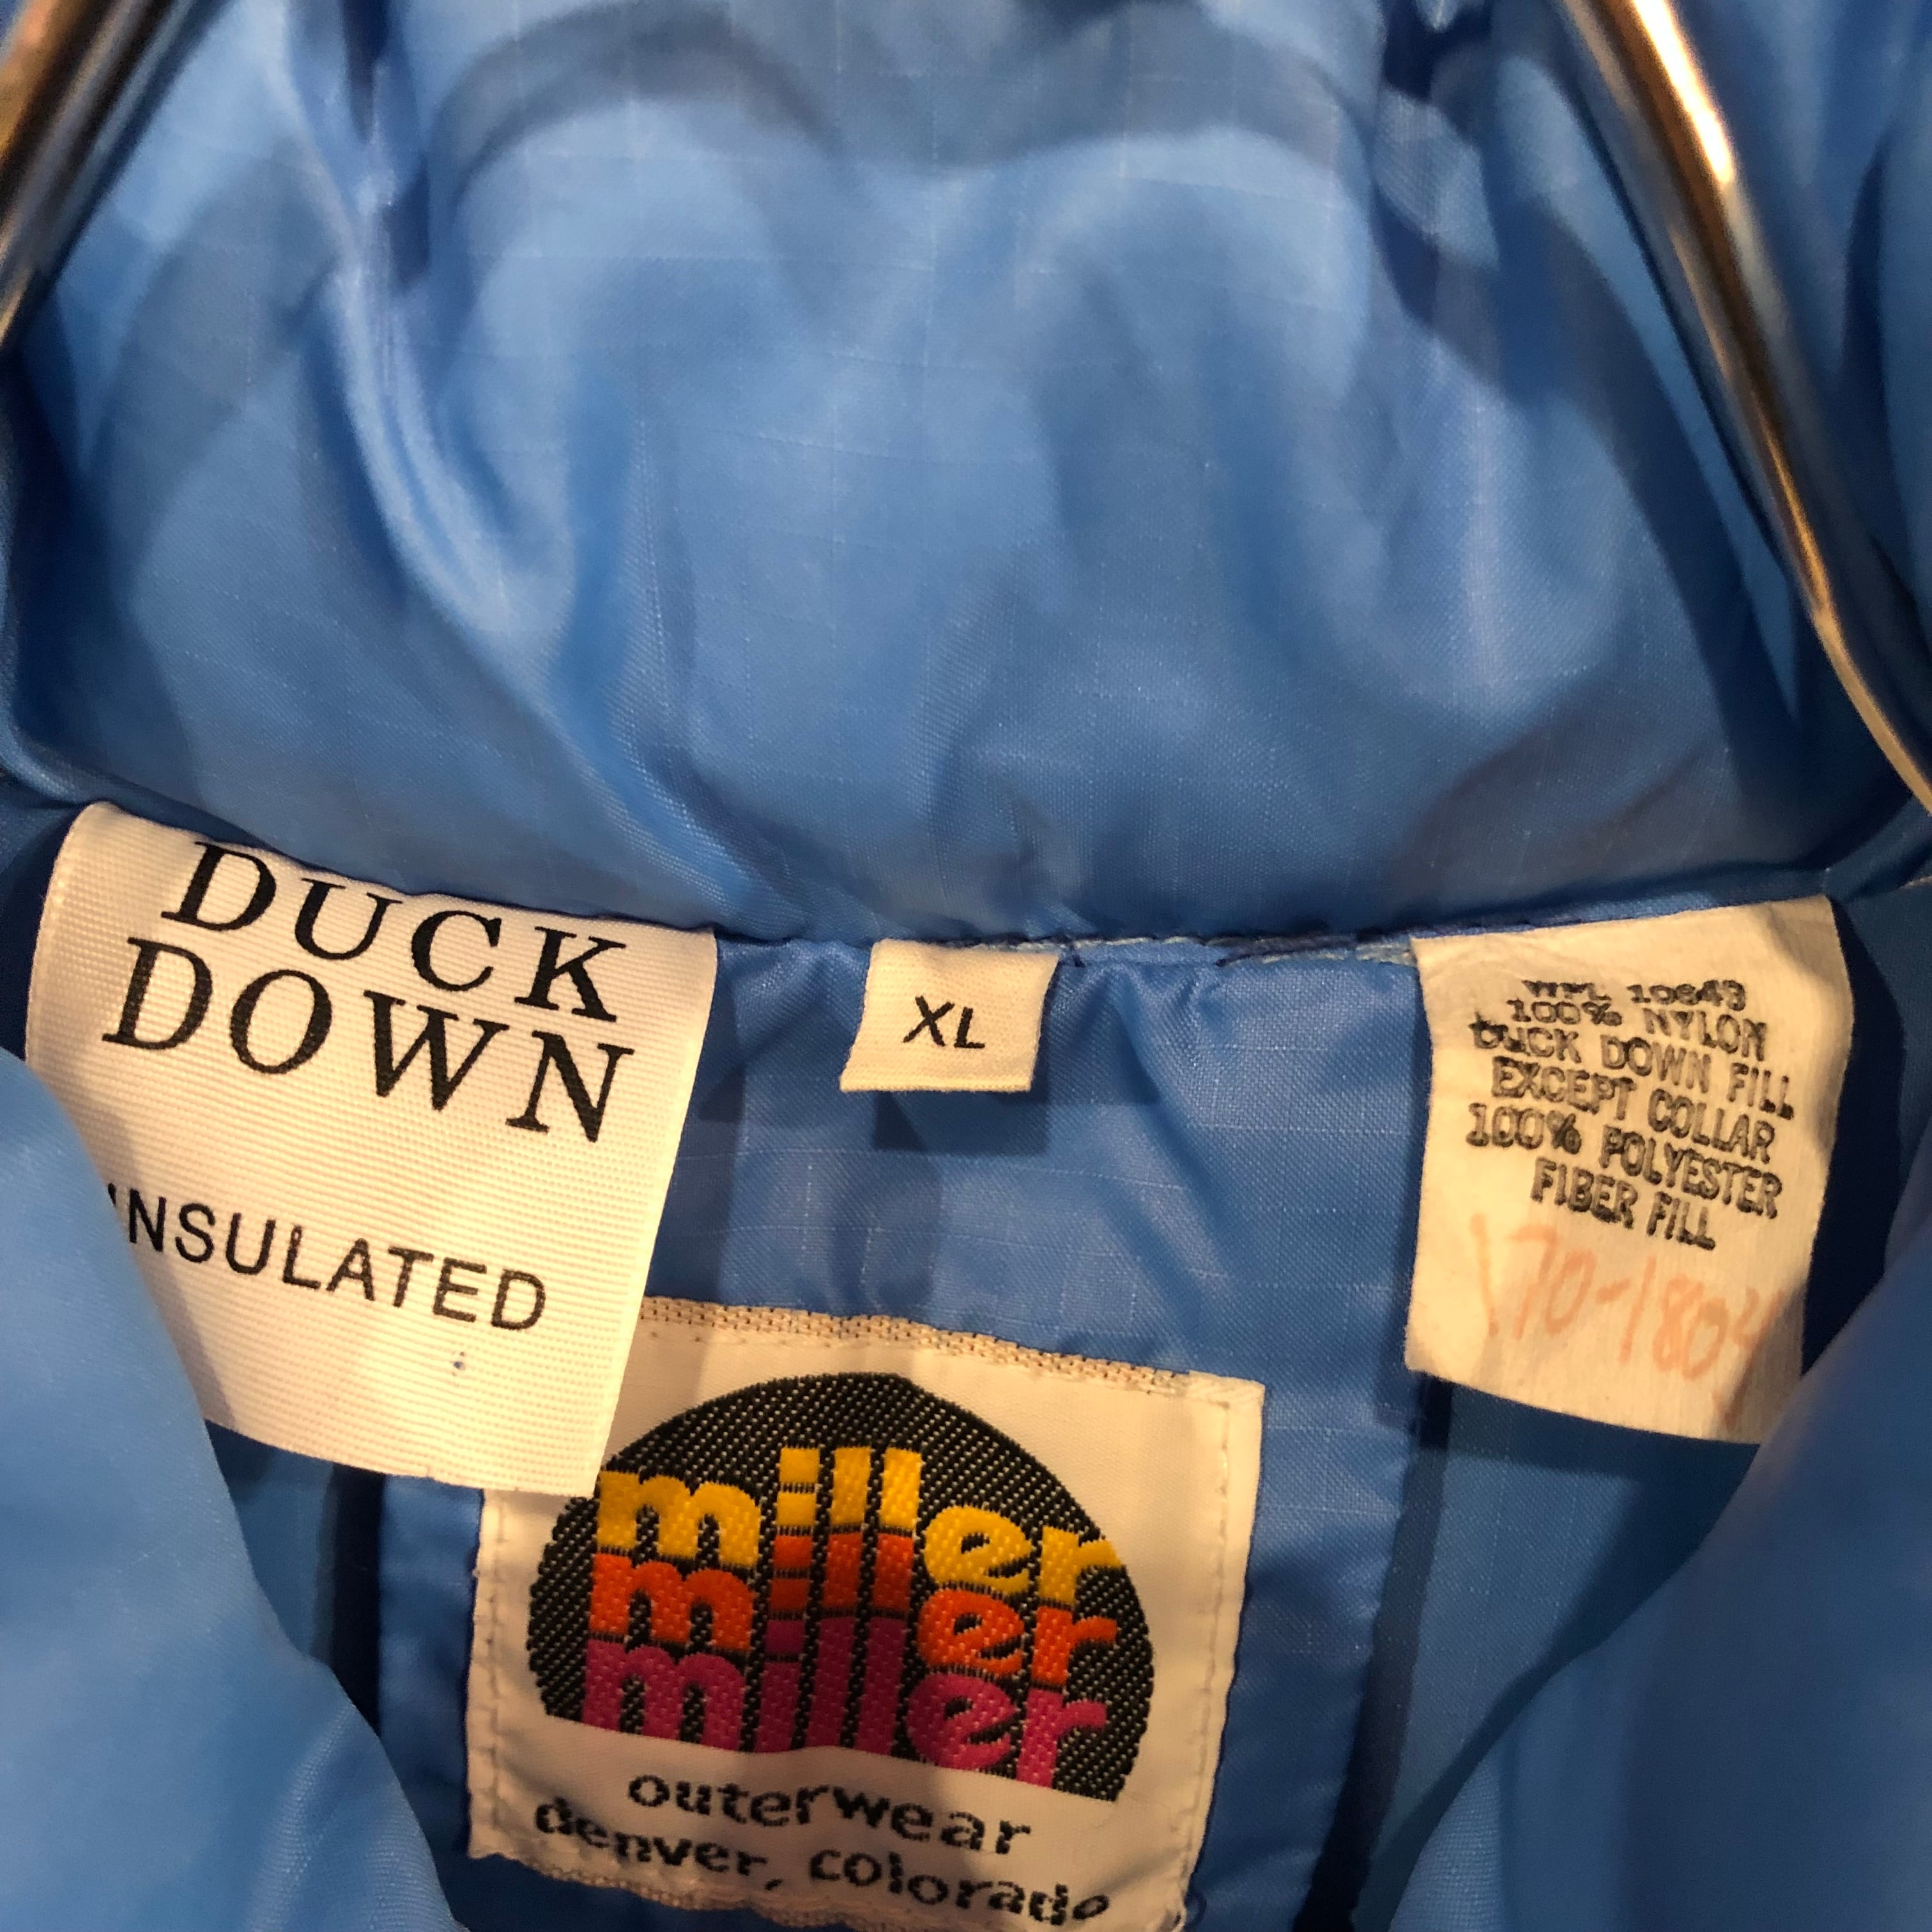 DUCK
DOWN
INSULATED
XL
WPL 10643
100% NYLON
DUCK DOWN FILL
EXCEPT COLLAR
100% POLYESTER
FIBER FILL
miller
miller
miller
outerwear
denver, colorado